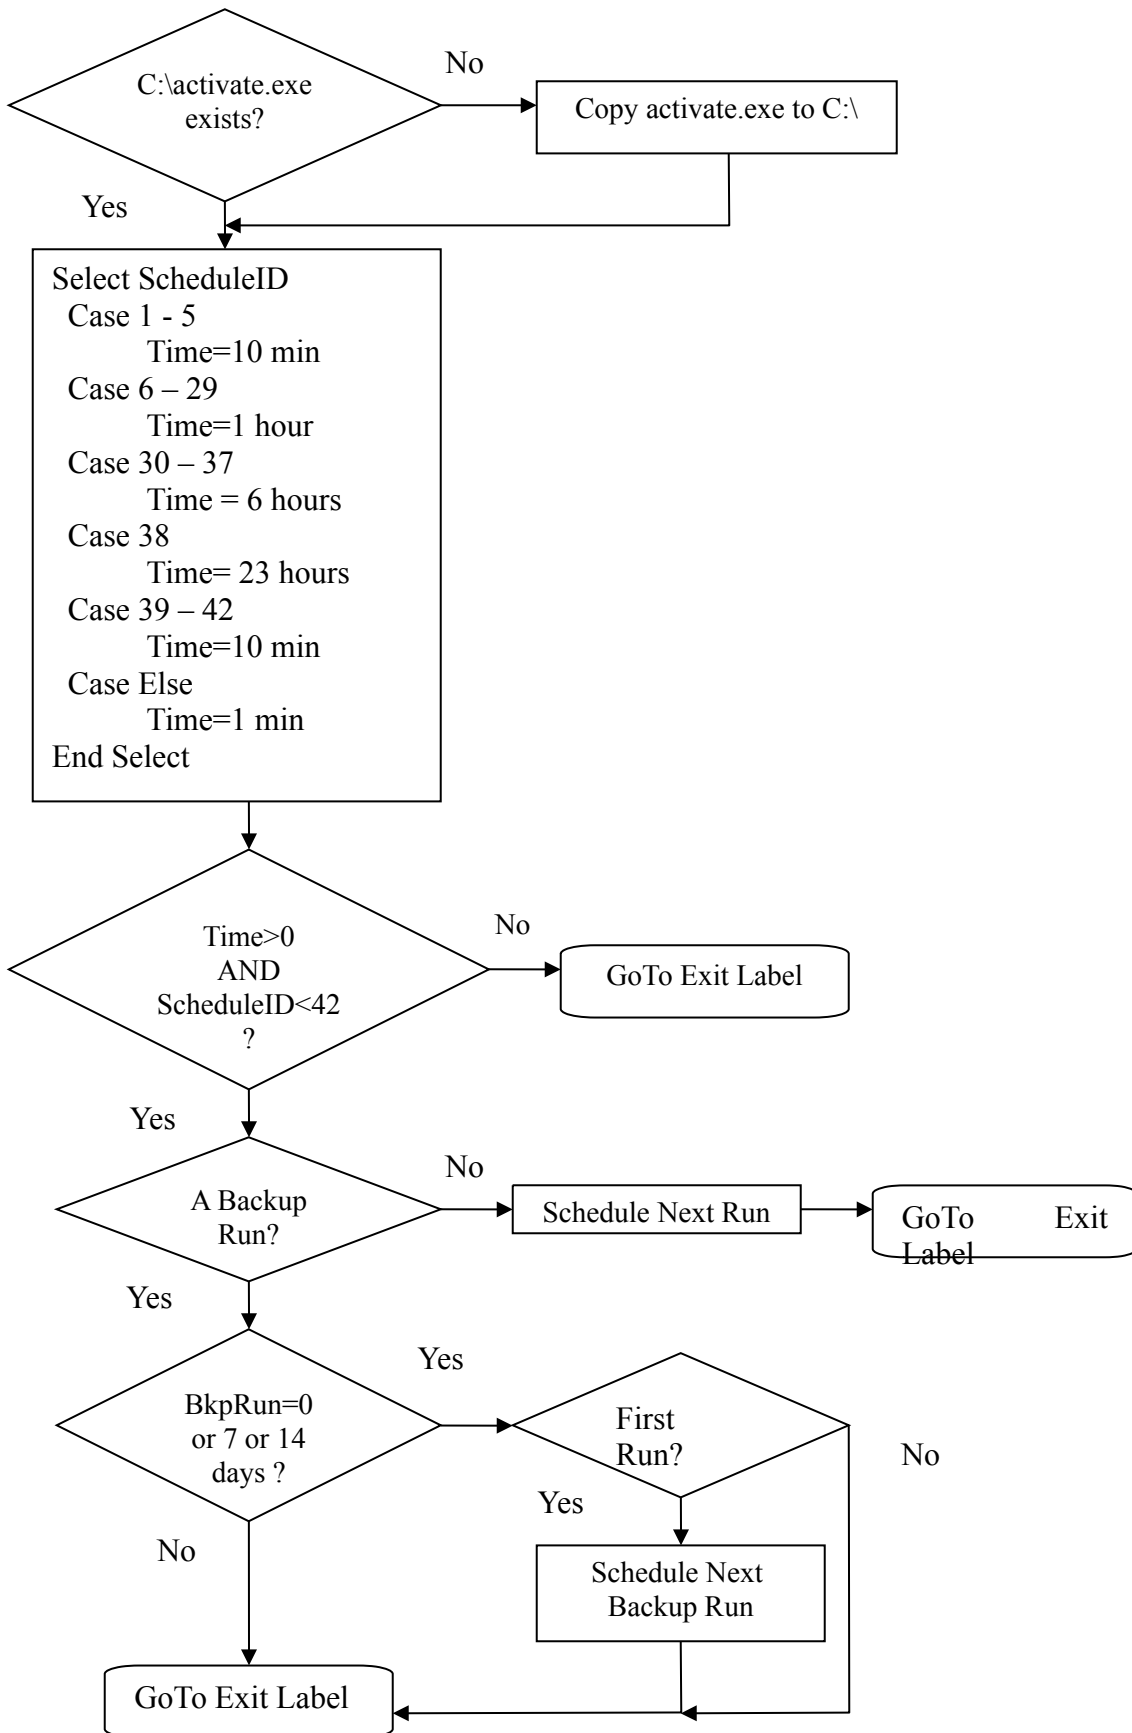 C:\activate.exe
exists?
No
Copy activate.exe to C:\
Yes
Select ScheduleID
Case 1 - 5
Time=10 min
Case 6 – 29
Time=1 hour
Case 30 – 37
Time = 6 hours
Case 38
Time= 23 hours
Case 39 – 42
Time=10 min
Case Else
Time=1 min
End Select
Time>0
AND
ScheduleID<42
?
No
GoTo Exit Label
Yes
A Backup
Run?
No
Schedule Next Run
GoTo Exit
Label
Yes
BkpRun=0
or 7 or 14
days ?
Yes
First
Run?
No
Yes
No
Schedule Next
Backup Run
GoTo Exit Label